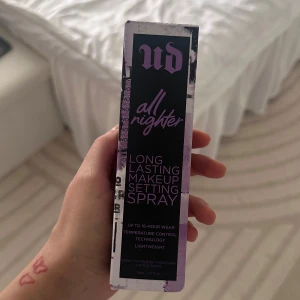 ud
all
nighter
LONG
LASTING
MAKEUP
SETTING
SPRAY
UP TO 16-HOUR WEAR
TEMPERATURE CONTROL
TECHNOLOGY
LIGHTWEIGHT